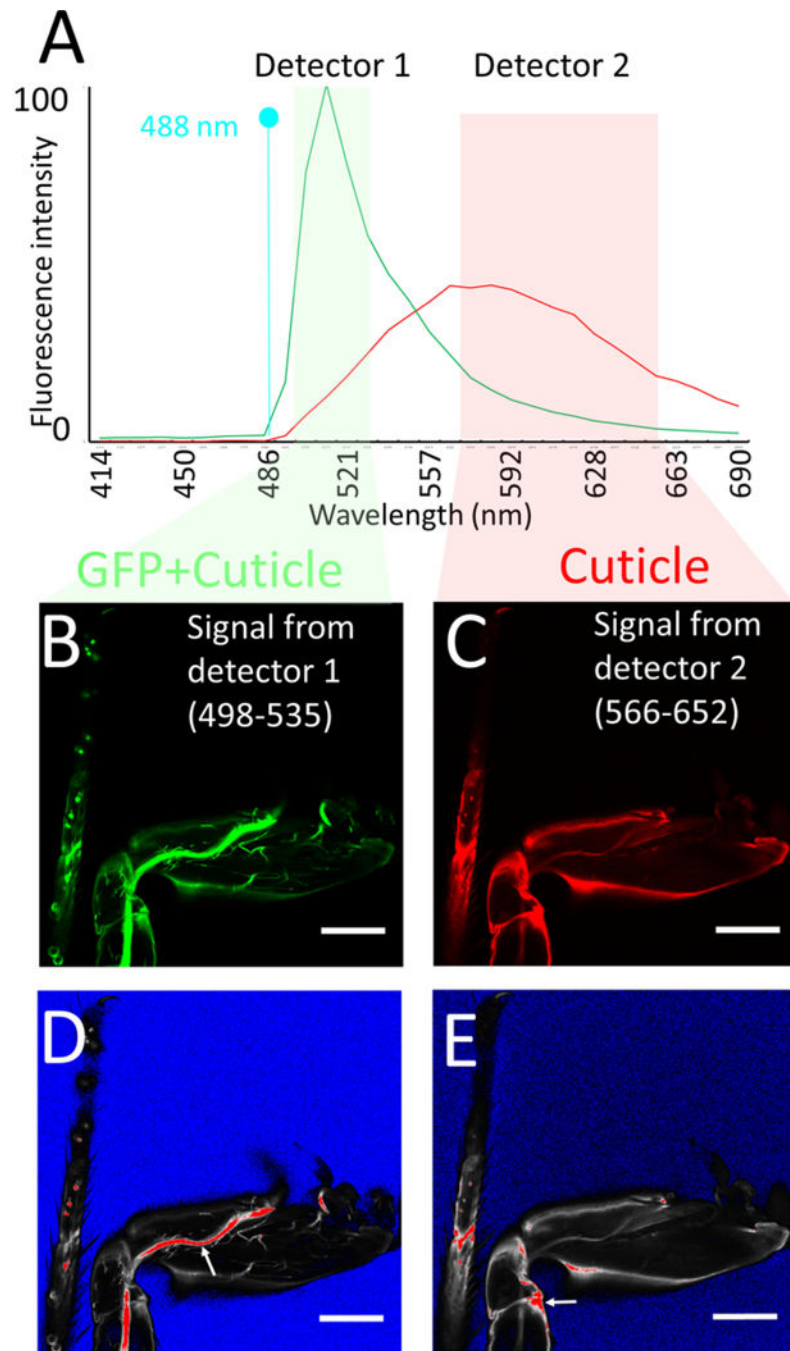 A
Detector 1
Detector 2
100
488 nm
Fluorescence intensity
0
414
450
486
521
557
592
628
663
690
Wavelength (nm)
GFP+Cuticle
Cuticle
B
Signal from
detector 1
(498-535)
C
Signal from
detector 2
(566-652)
D
E